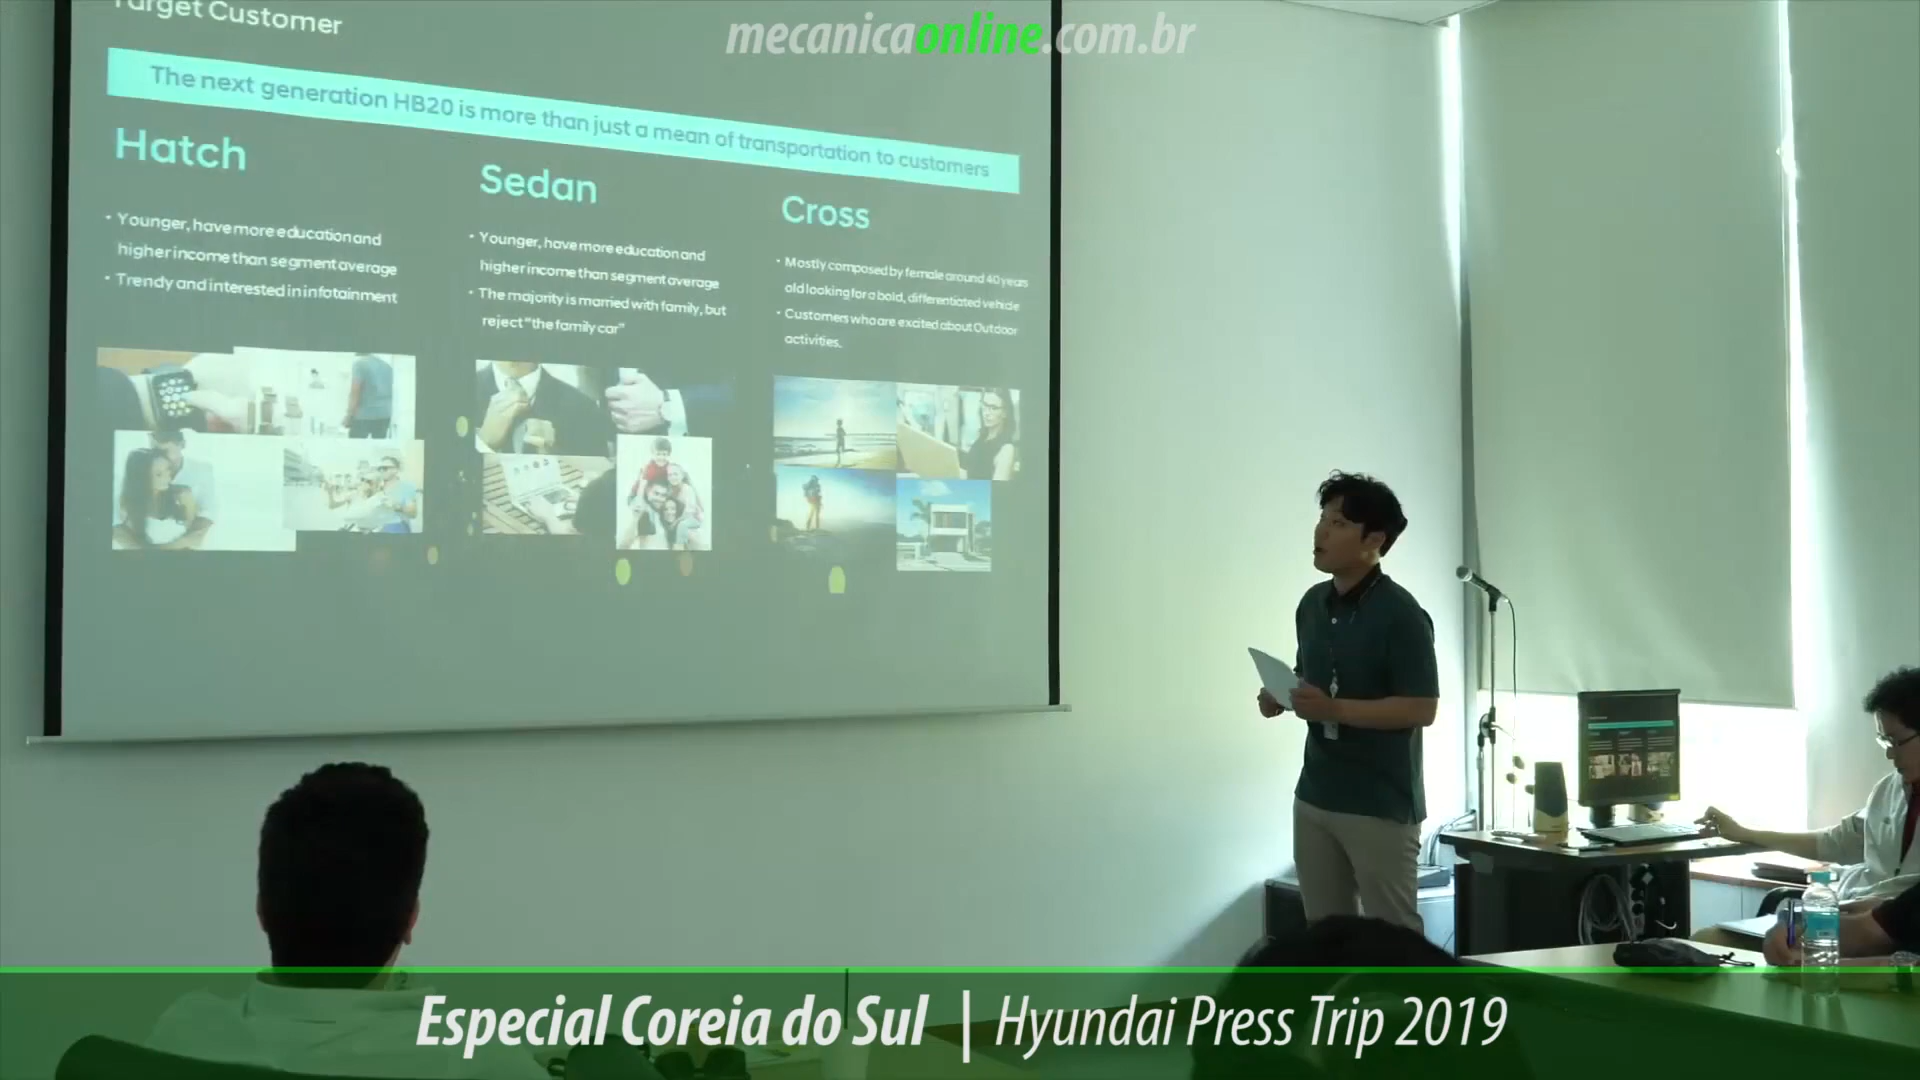 mecanicaonline.com.br
Target Customer
The next generation HB20 is more than just a mean of transportation to customers
Hatch
• Younger, have more education and
higher income than segment average
• Trendy and interested in infotainment
Sedan
• Younger, have more education and
higher income than segment average
• The majority is married with family, but
reject "the family car"
Cross
• Mostly composed by female around 40 years
old looking for a bold, differentiated vehicle
• Customers who are excited about Outdoor
activities.
Especial Coreia do Sul | Hyundai Press Trip 2019